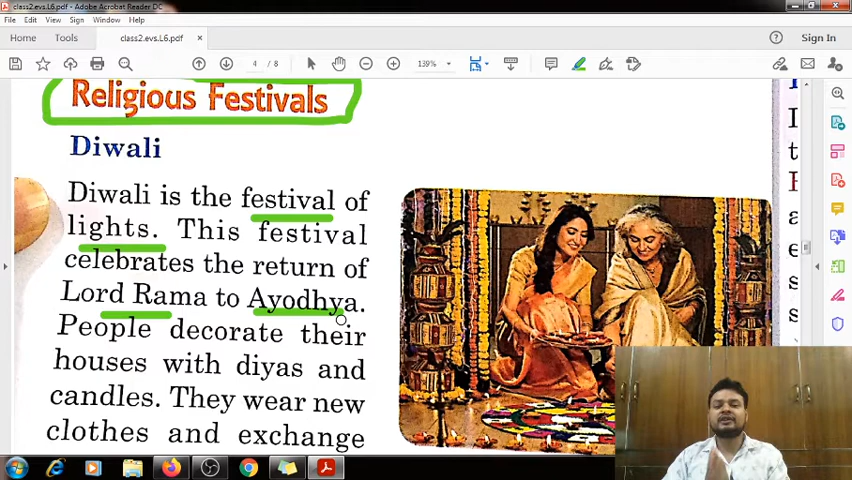 class2.evs.L6.pdf - Adobe Acrobat Reader DC
File Edit View Sign Window Help
Home Tools class2.evs.L6.pdf × Sign In
4 / 8 139%
Religious Festivals
Diwali
Diwali is the festival of
lights. This festival
celebrates the return of
Lord Rama to Ayodhya.
People decorate their
houses with diyas and
candles. They wear new
clothes and exchange